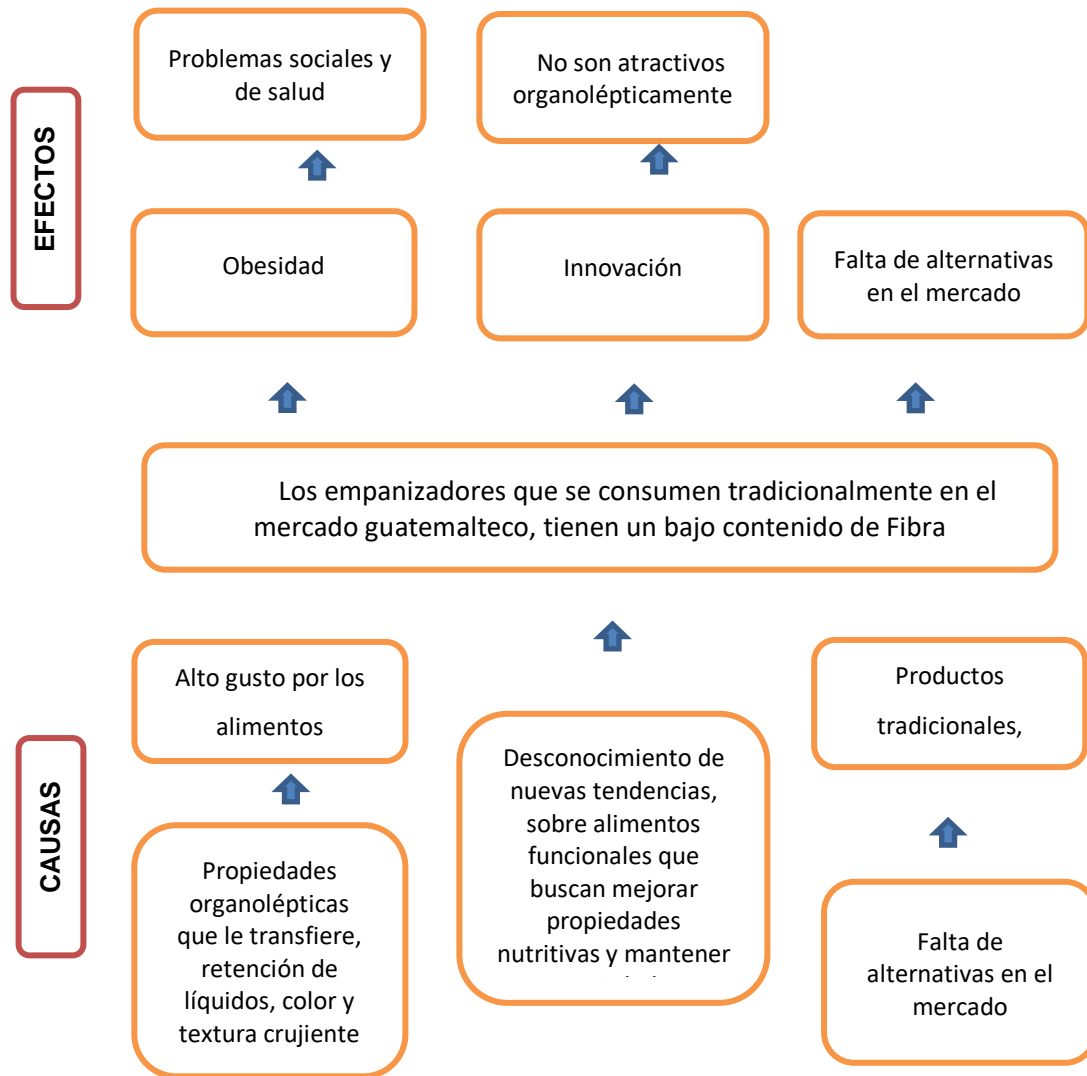 EFECTOS
Problemas sociales y
de salud
No son atractivos
organolépticamente
Obesidad
Innovación
Falta de alternativas
en el mercado
Los empanizadores que se consumen tradicionalmente en el
mercado guatemalteco, tienen un bajo contenido de Fibra
CAUSAS
Alto gusto por los
alimentos
Productos
tradicionales,
Desconocimiento de
nuevas tendencias,
sobre alimentos
funcionales que
buscan mejorar
propiedades
nutritivas y mantener
Propiedades
organolépticas
que le transfiere,
retención de
líquidos, color y
textura crujiente
Falta de
alternativas en el
mercado